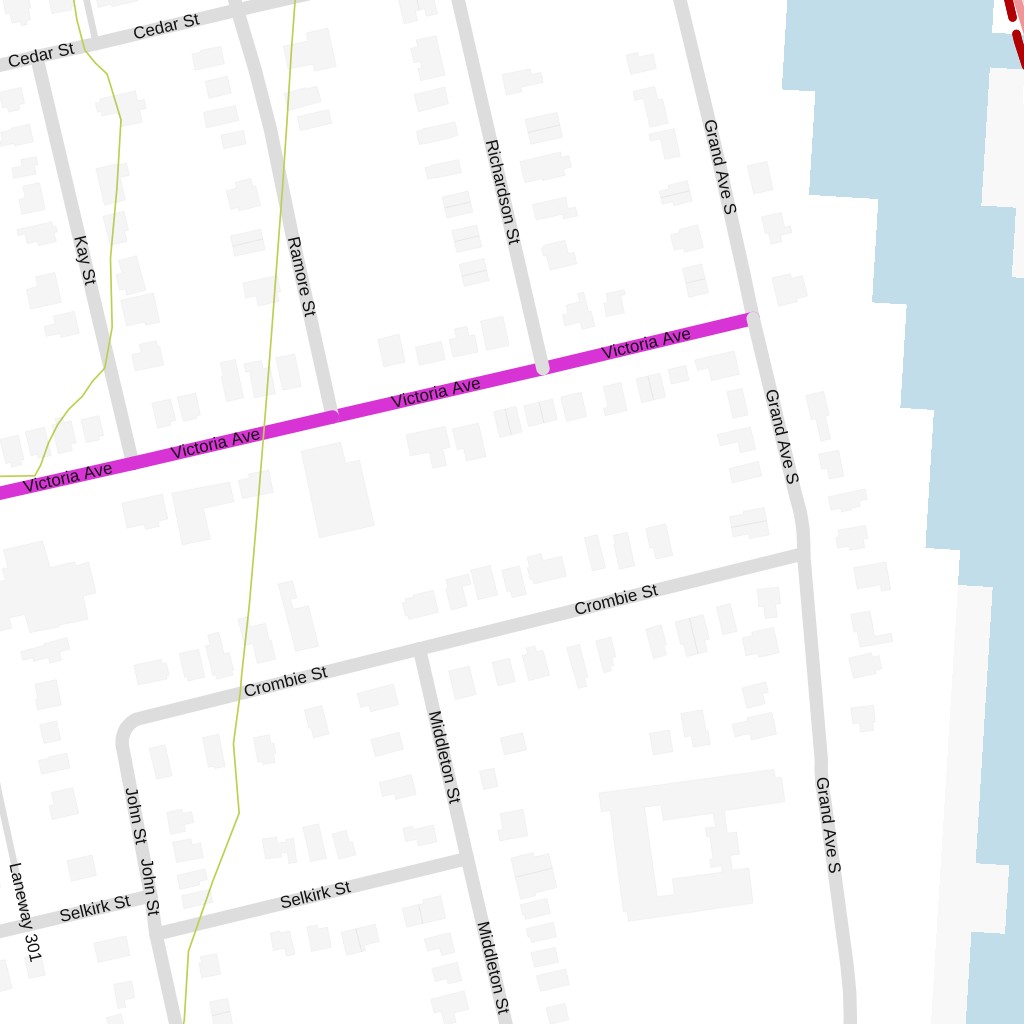 Cedar St
Cedar St
Richardson St
Grand Ave S
Kay St
Ramore St
Victoria Ave
Victoria Ave
Victoria Ave
Victoria Ave
Grand Ave S
Crombie St
Crombie St
Middleton St
John St
Grand Ave S
John St
Laneway 301
Selkirk St
Selkirk St
Middleton St